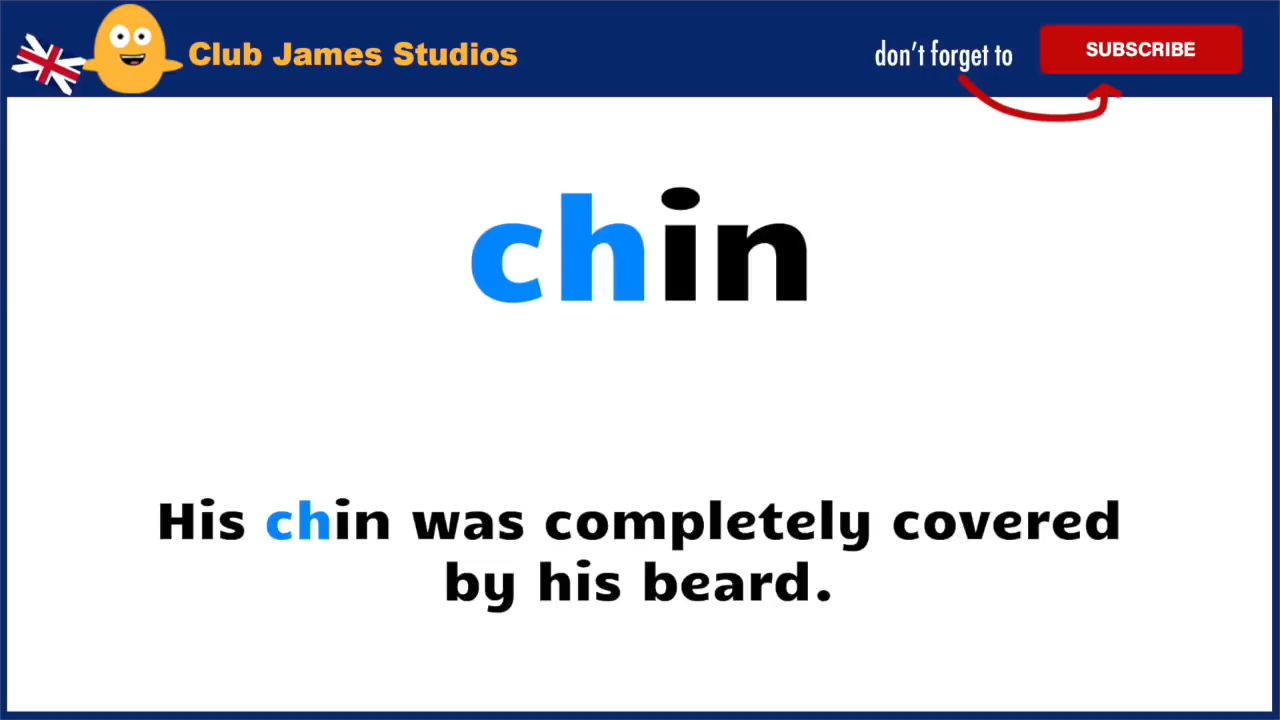 Club James Studios
don't forget to
SUBSCRIBE
chin
His chin was completely covered
by his beard.